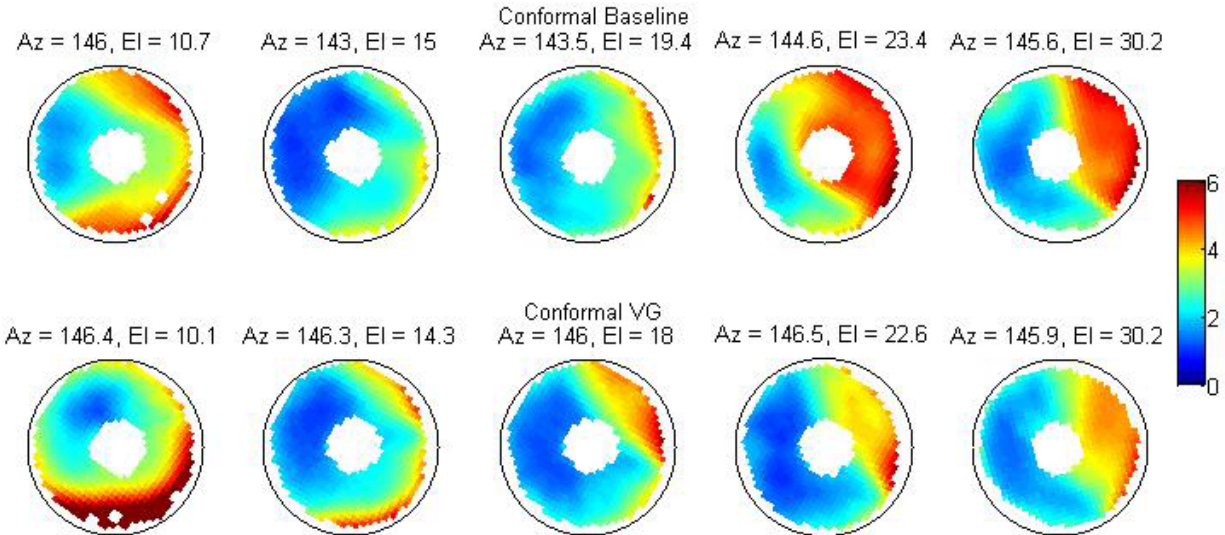 Conformal Baseline
Az = 146, El = 10.7
Az = 143, El = 15
Az = 143.5, El = 19.4
Az = 144.6, El = 23.4
Az = 145.6, El = 30.2
6
4
2
0
Conformal VG
Az = 146.4, El = 10.1
Az = 146.3, El = 14.3
Az = 146, El = 18
Az = 146.5, El = 22.6
Az = 145.9, El = 30.2